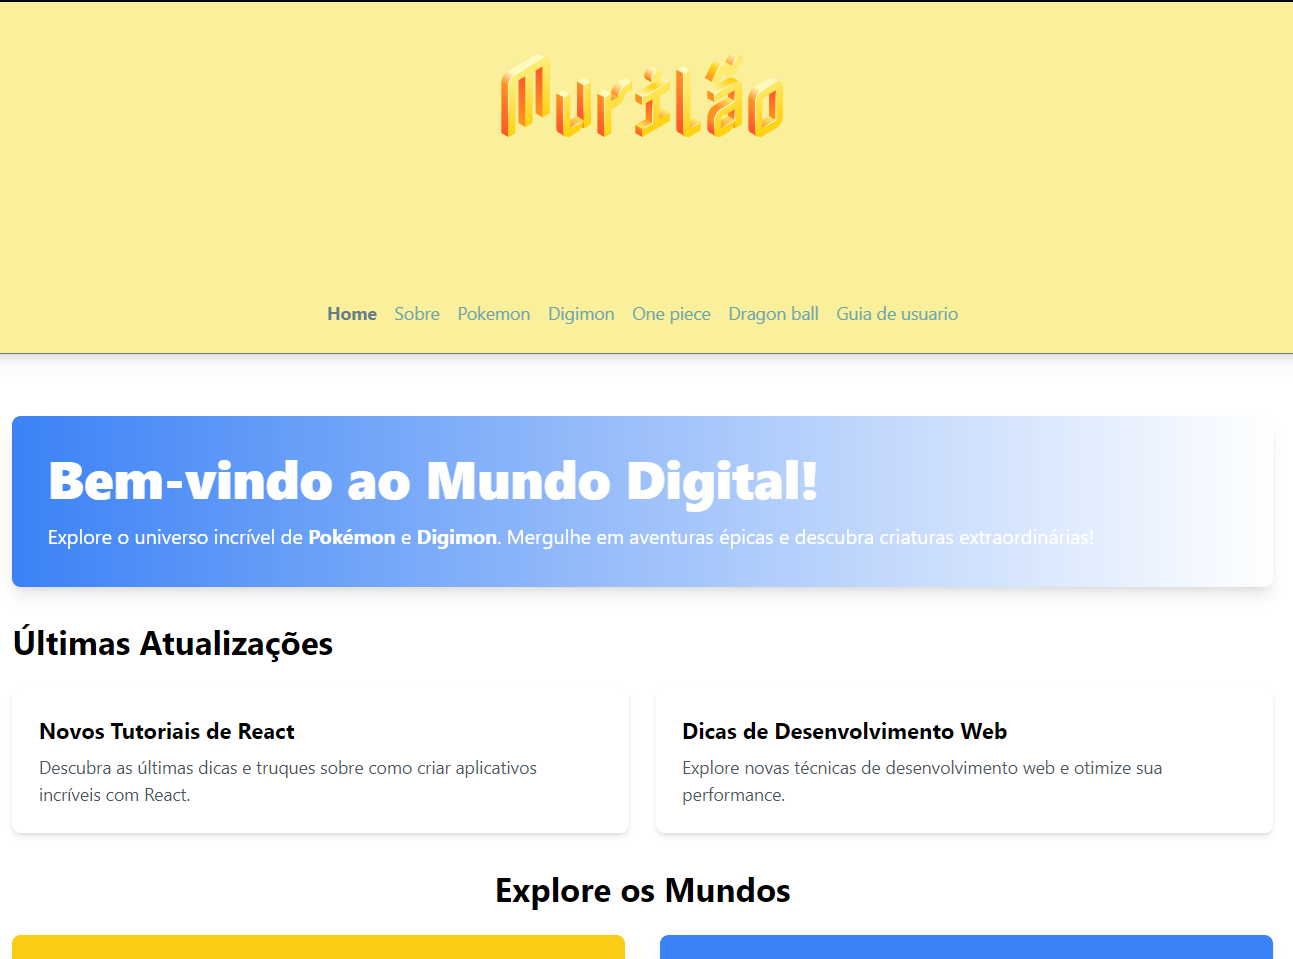 Murilão
Home Sobre Pokemon Digimon One piece Dragon ball Guia de usuario
Bem-vindo ao Mundo Digital!
Explore o universo incrível de Pokémon e Digimon. Mergulhe em aventuras épicas e descubra criaturas extraordinárias!
Últimas Atualizações
Novos Tutoriais de React
Descubra as últimas dicas e truques sobre como criar aplicativos
incríveis com React.
Dicas de Desenvolvimento Web
Explore novas técnicas de desenvolvimento web e otimize sua
performance.
Explore os Mundos